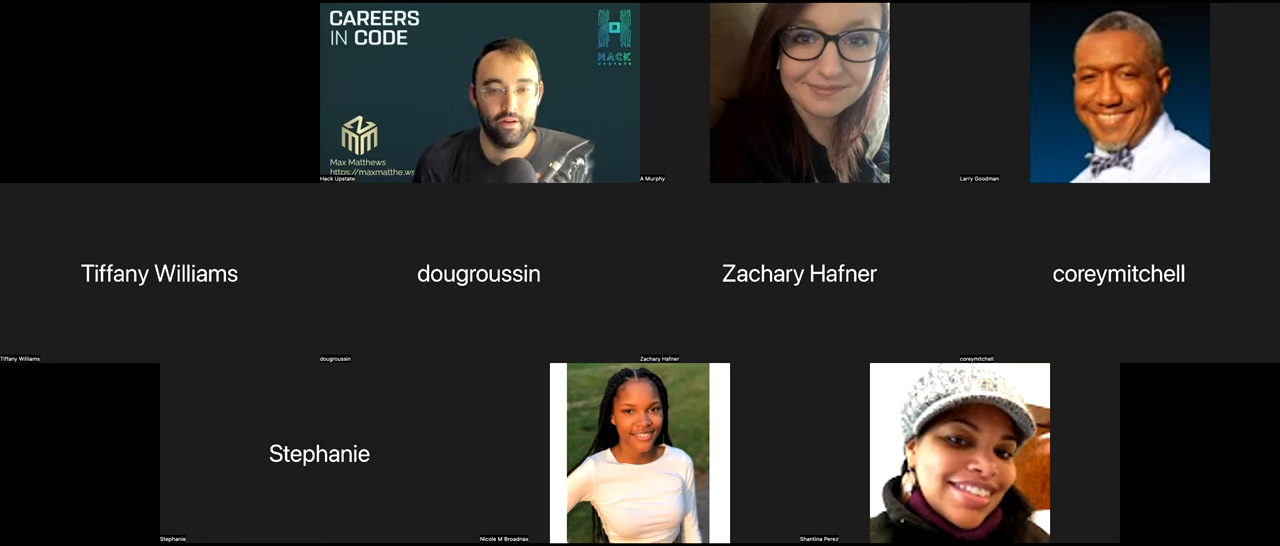 CAREERS
IN CODE
HACK
UPSTATE
Max Matthews
https://maxmatthe.ws
Hack Upstate
A Murphy
Larry Goodman
Tiffany Williams
dougroussin
Zachary Hafner
coreymitchell
Tiffany Williams
dougroussin
Zachary Hafner
coreymitchell
Stephanie
Stephanie
Nicole M Broadnax
Shantina Perez